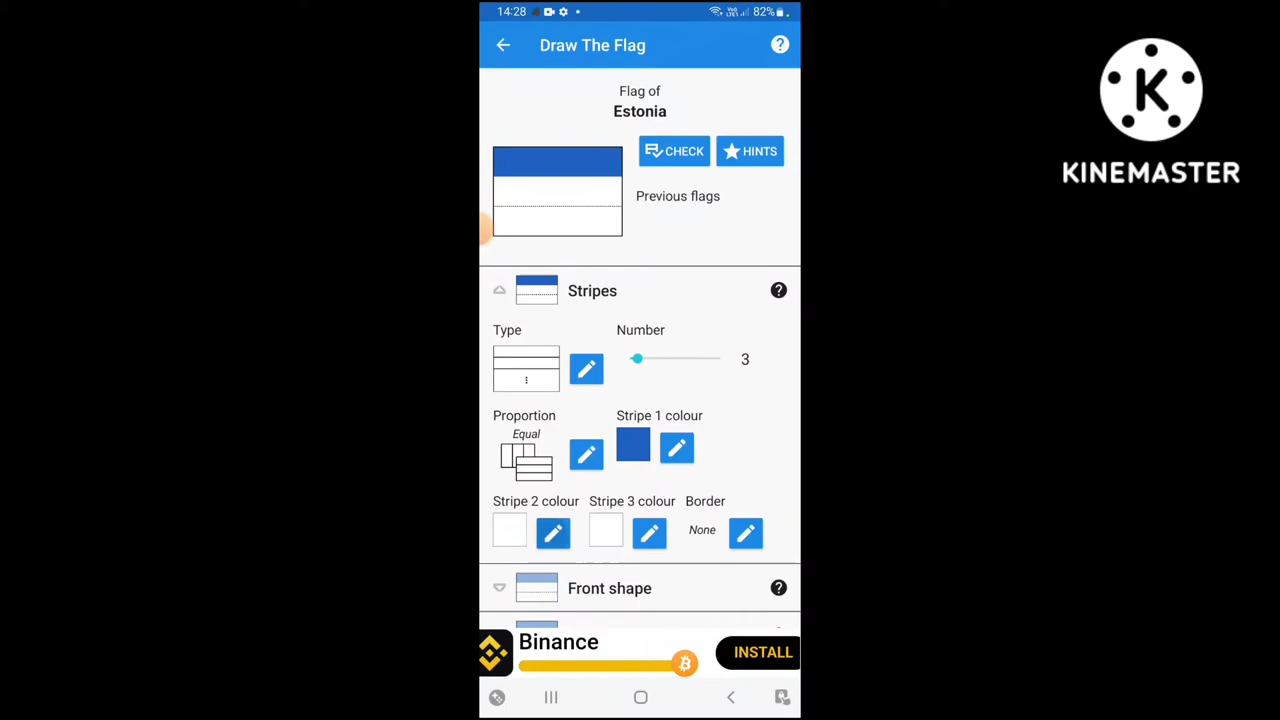 14:28
82%
Draw The Flag
Flag of
Estonia
CHECK
HINTS
Previous flags
Stripes
Type
Number
3
Proportion
Equal
Stripe 1 colour
Stripe 2 colour
Stripe 3 colour
Border
None
Front shape
Binance
INSTALL
K
KINEMASTER